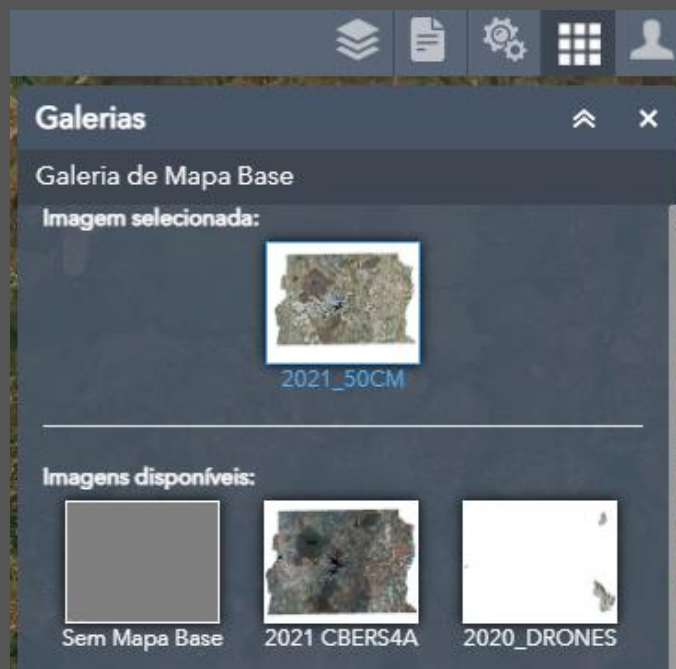 Galerias
Galeria de Mapa Base
Imagem selecionada:
2021_50CM
Imagens disponíveis:
Sem Mapa Base 2021 CBERS4A 2020_DRONES